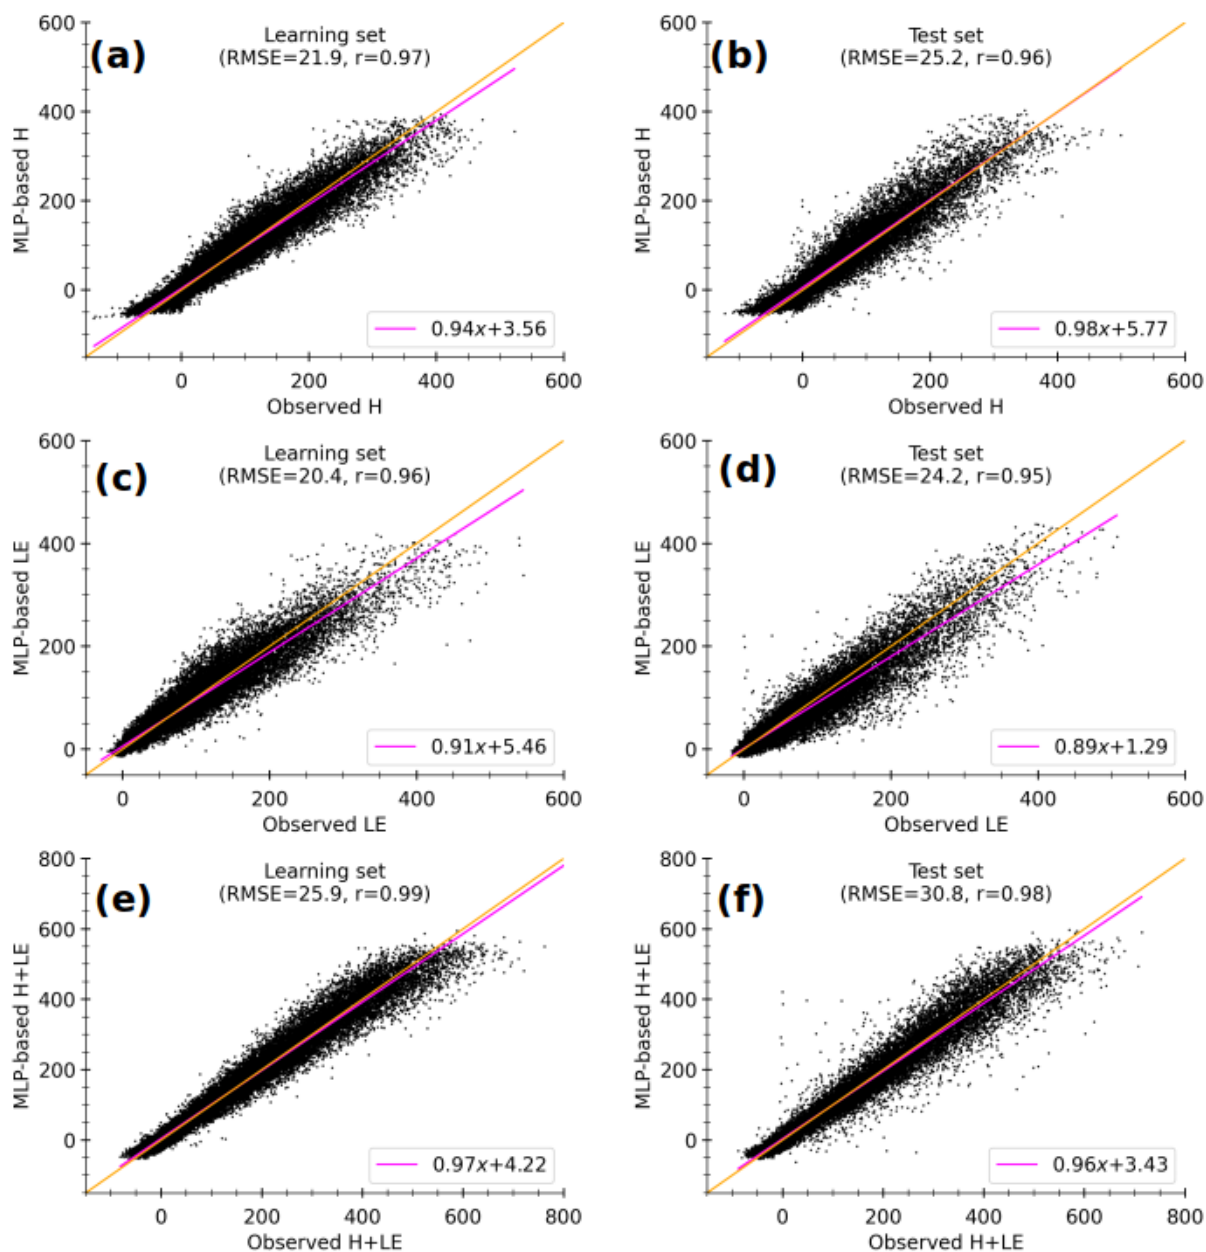 (a)
Learning set
(RMSE=21.9, r=0.97)
600
400
200
0
MLP-based H
0.94x+3.56
0 200 400 600
Observed H
(b)
Test set
(RMSE=25.2, r=0.96)
600
400
200
0
MLP-based H
0.98x+5.77
0 200 400 600
Observed H
(c)
Learning set
(RMSE=20.4, r=0.96)
600
400
200
0
MLP-based LE
0.91x+5.46
0 200 400 600
Observed LE
(d)
Test set
(RMSE=24.2, r=0.95)
600
400
200
0
MLP-based LE
0.89x+1.29
0 200 400 600
Observed LE
(e)
Learning set
(RMSE=25.9, r=0.99)
800
600
400
200
0
MLP-based H+LE
0.97x+4.22
0 200 400 600 800
Observed H+LE
(f)
Test set
(RMSE=30.8, r=0.98)
800
600
400
200
0
MLP-based H+LE
0.96x+3.43
0 200 400 600 800
Observed H+LE